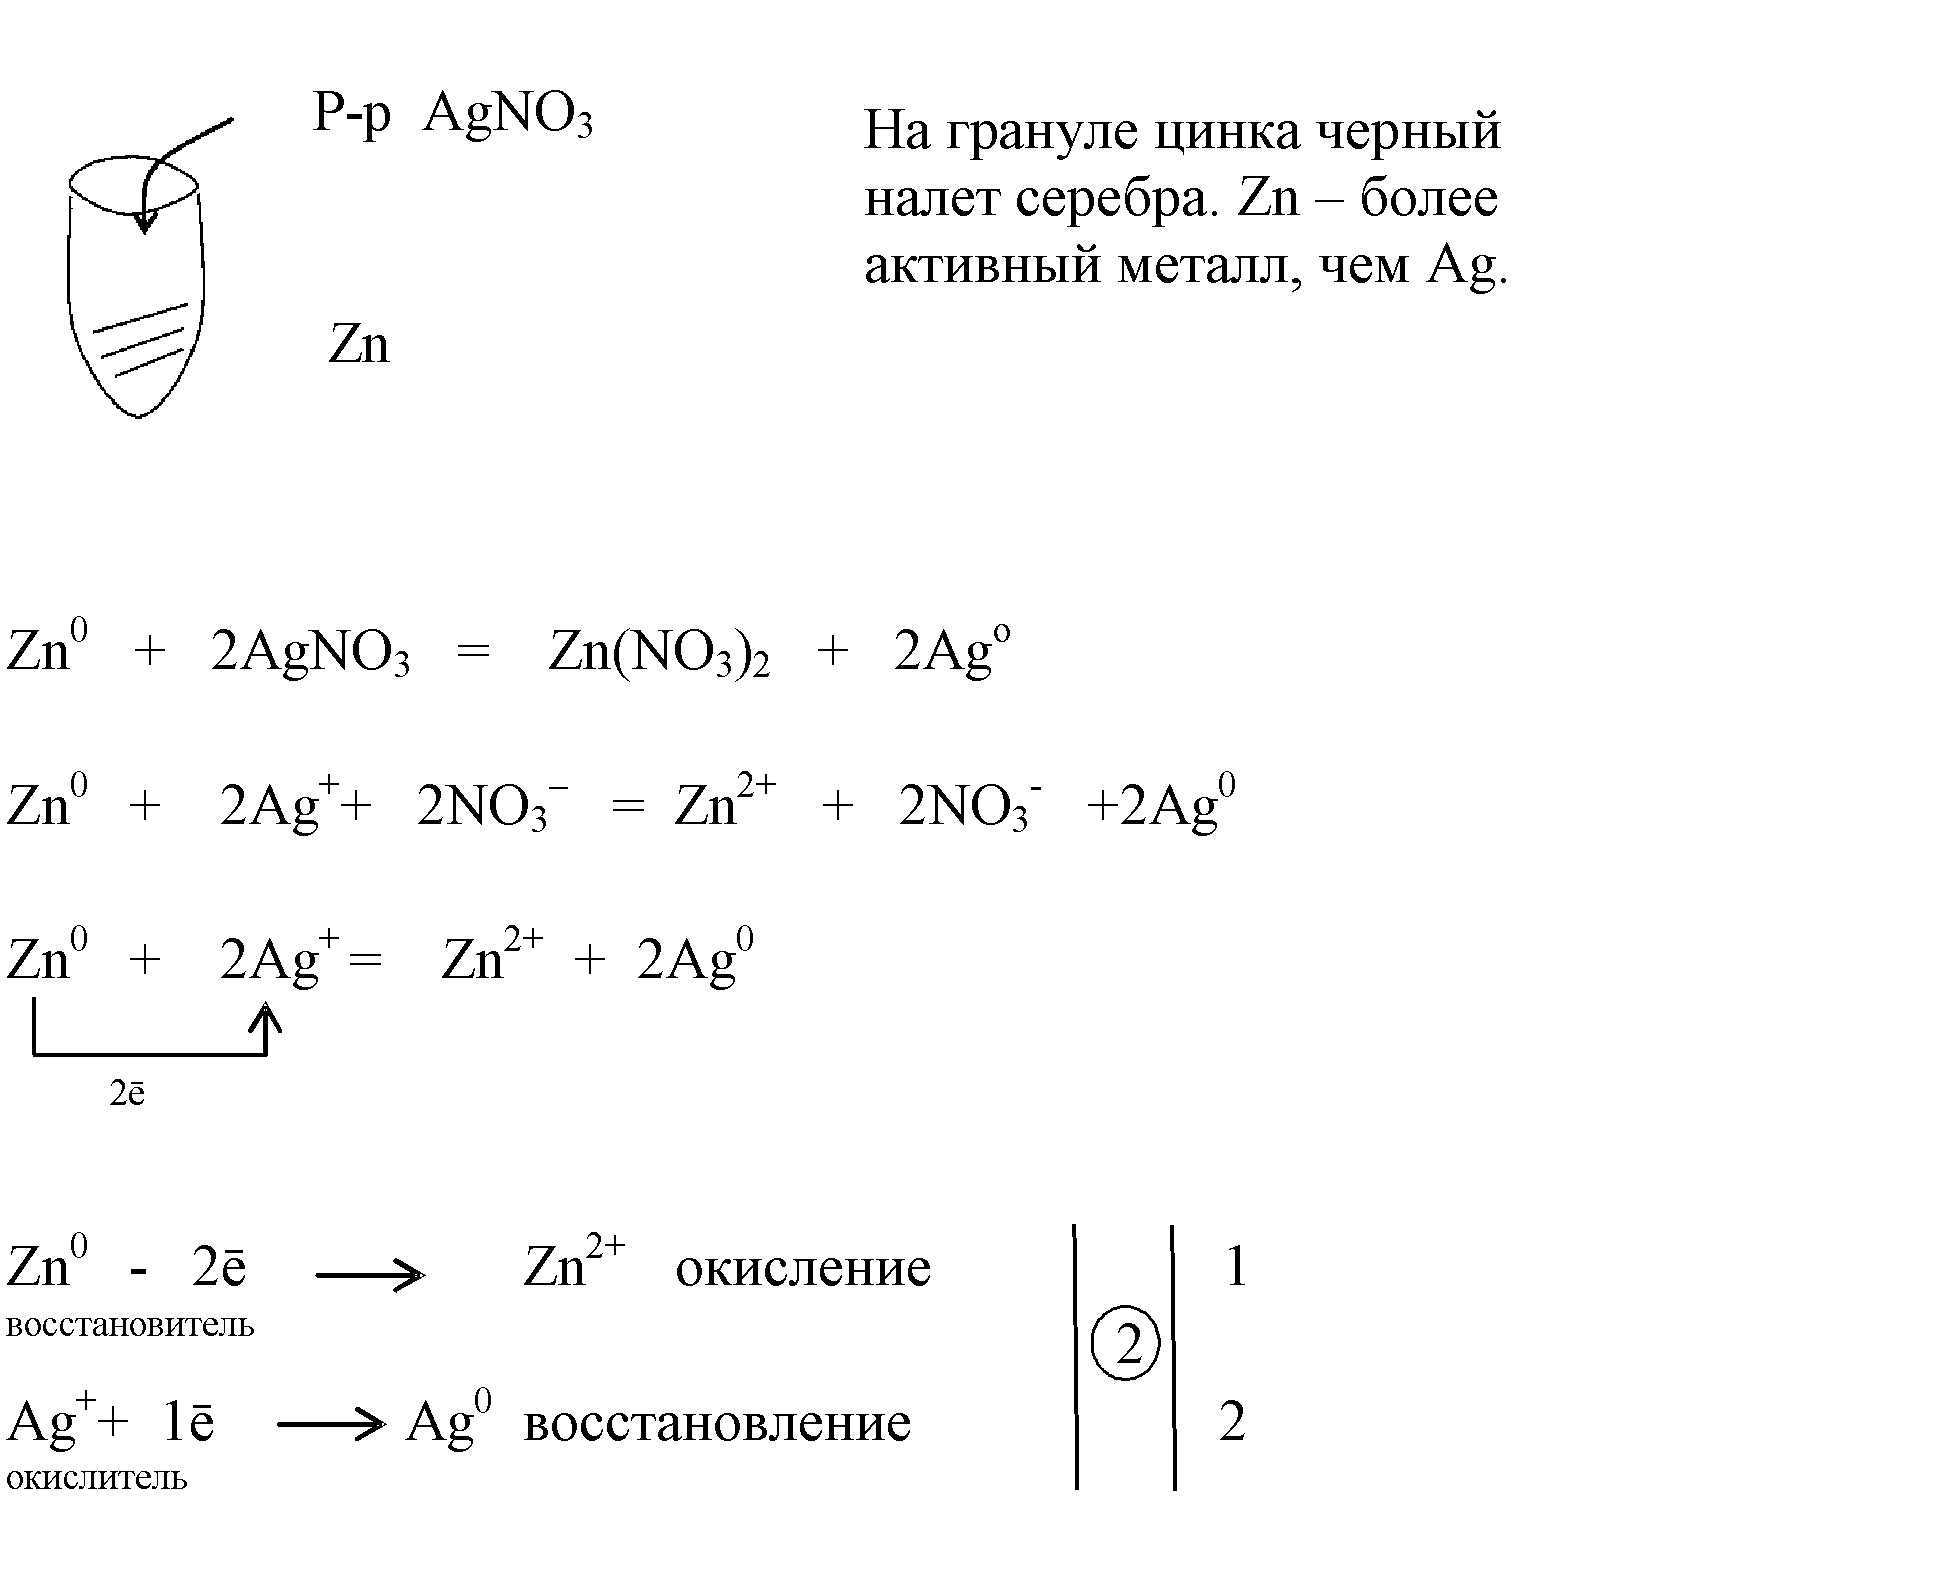 Р-р AgNO₃
На грануле цинка черный
налет серебра. Zn – более
активный металл, чем Ag.
Zn
Zn⁰ + 2AgNO₃ = Zn(NO₃)₂ + 2Agᵒ
Zn⁰ + 2Ag⁺+ 2NO₃⁻ = Zn²⁺ + 2NO₃⁻ +2Ag⁰
Zn⁰ + 2Ag⁺ = Zn²⁺ + 2Ag⁰
2ē
Zn⁰ - 2ē → Zn²⁺ окисление 1
восстановитель
2
Ag⁺+ 1ē → Ag⁰ восстановление 2
окислитель